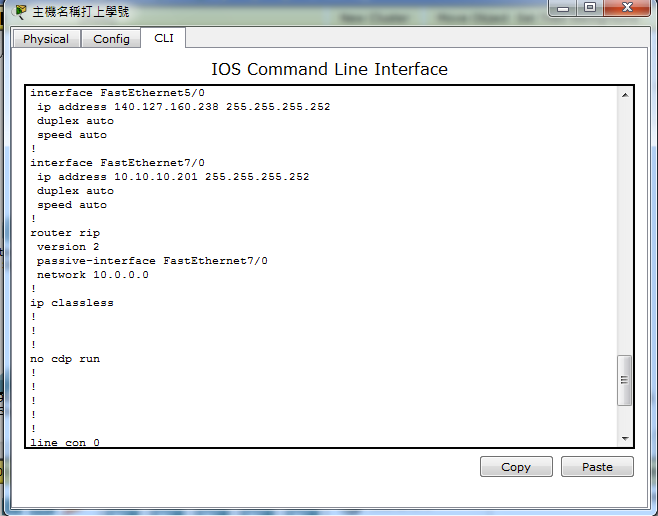 主機名稱打上學號
Physical
Config
CLI
IOS Command Line Interface
interface FastEthernet5/0
ip address 140.127.160.238 255.255.255.252
duplex auto
speed auto
!
interface FastEthernet7/0
ip address 10.10.10.201 255.255.255.252
duplex auto
speed auto
!
router rip
version 2
passive-interface FastEthernet7/0
network 10.0.0.0
!
ip classless
!
!
!
no cdp run
!
!
!
!
!
line con 0
Copy
Paste